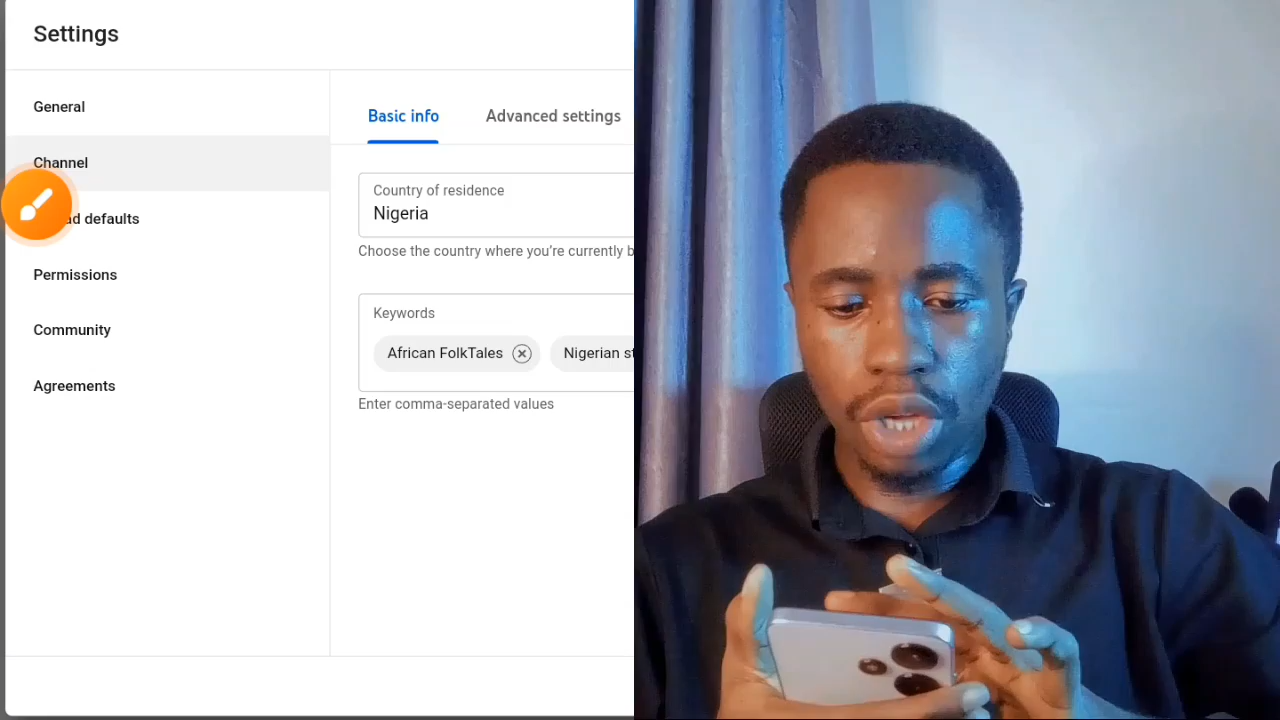 Settings
General
Channel
ad defaults
Permissions
Community
Agreements
Basic info
Advanced settings
Country of residence
Nigeria
Choose the country where you're currently b
Keywords
African FolkTales
Nigerian st
Enter comma-separated values